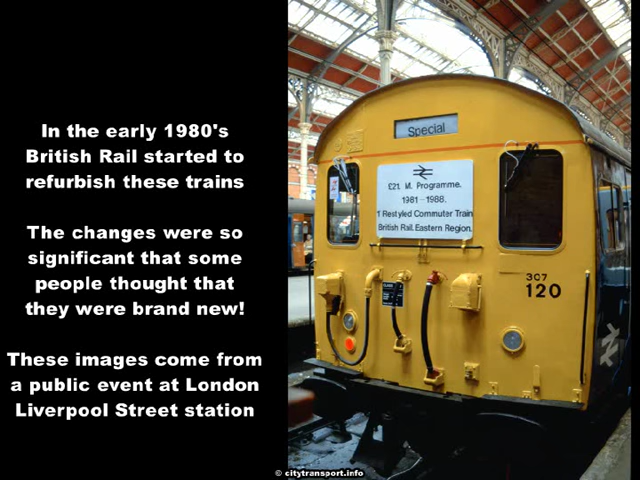 In the early 1980's
British Rail started to
refurbish these trains
The changes were so
significant that some
people thought that
they were brand new!
These images come from
a public event at London
Liverpool Street station
Special
£21. M. Programme.
1981 - 1988.
1 Restyled Commuter Train
British Rail Eastern Region.
307
120
© citytransport.info